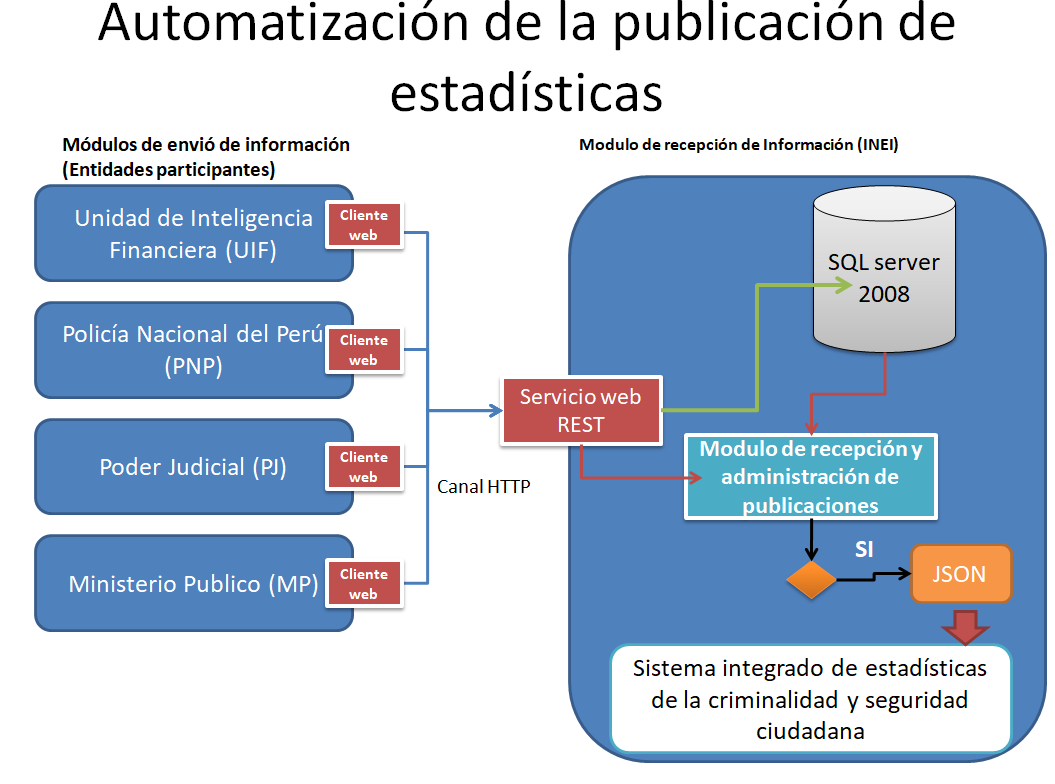 Automatización de la publicación de
estadísticas
Módulos de envió de información
(Entidades participantes)
Modulo de recepción de Información (INEI)
Unidad de Inteligencia
Financiera (UIF)
Cliente
web
Policía Nacional del Perú
(PNP)
Cliente
web
Poder Judicial (PJ)
Cliente
web
Ministerio Publico (MP)
Cliente
web
Canal HTTP
Servicio web
REST
SQL server
2008
Modulo de recepción y
administración de
publicaciones
SI
JSON
Sistema integrado de estadísticas
de la criminalidad y seguridad
ciudadana